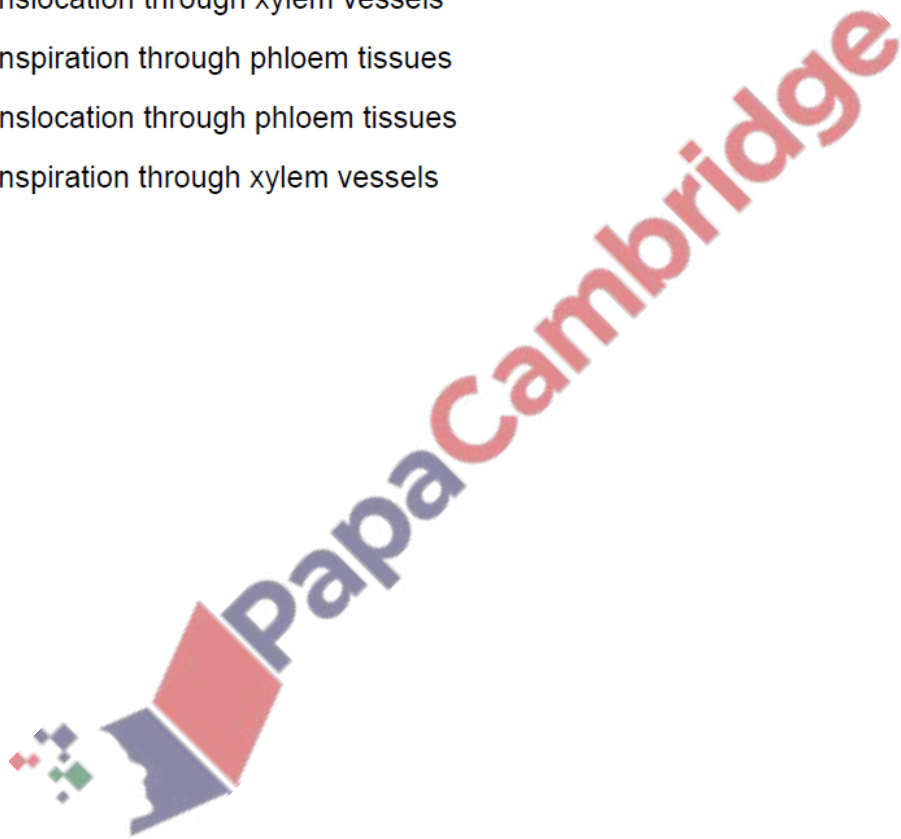 nslocation through xylem vessels
nspiration through phloem tissues
nslocation through phloem tissues
nspiration through xylem vessels
PapaCambridge